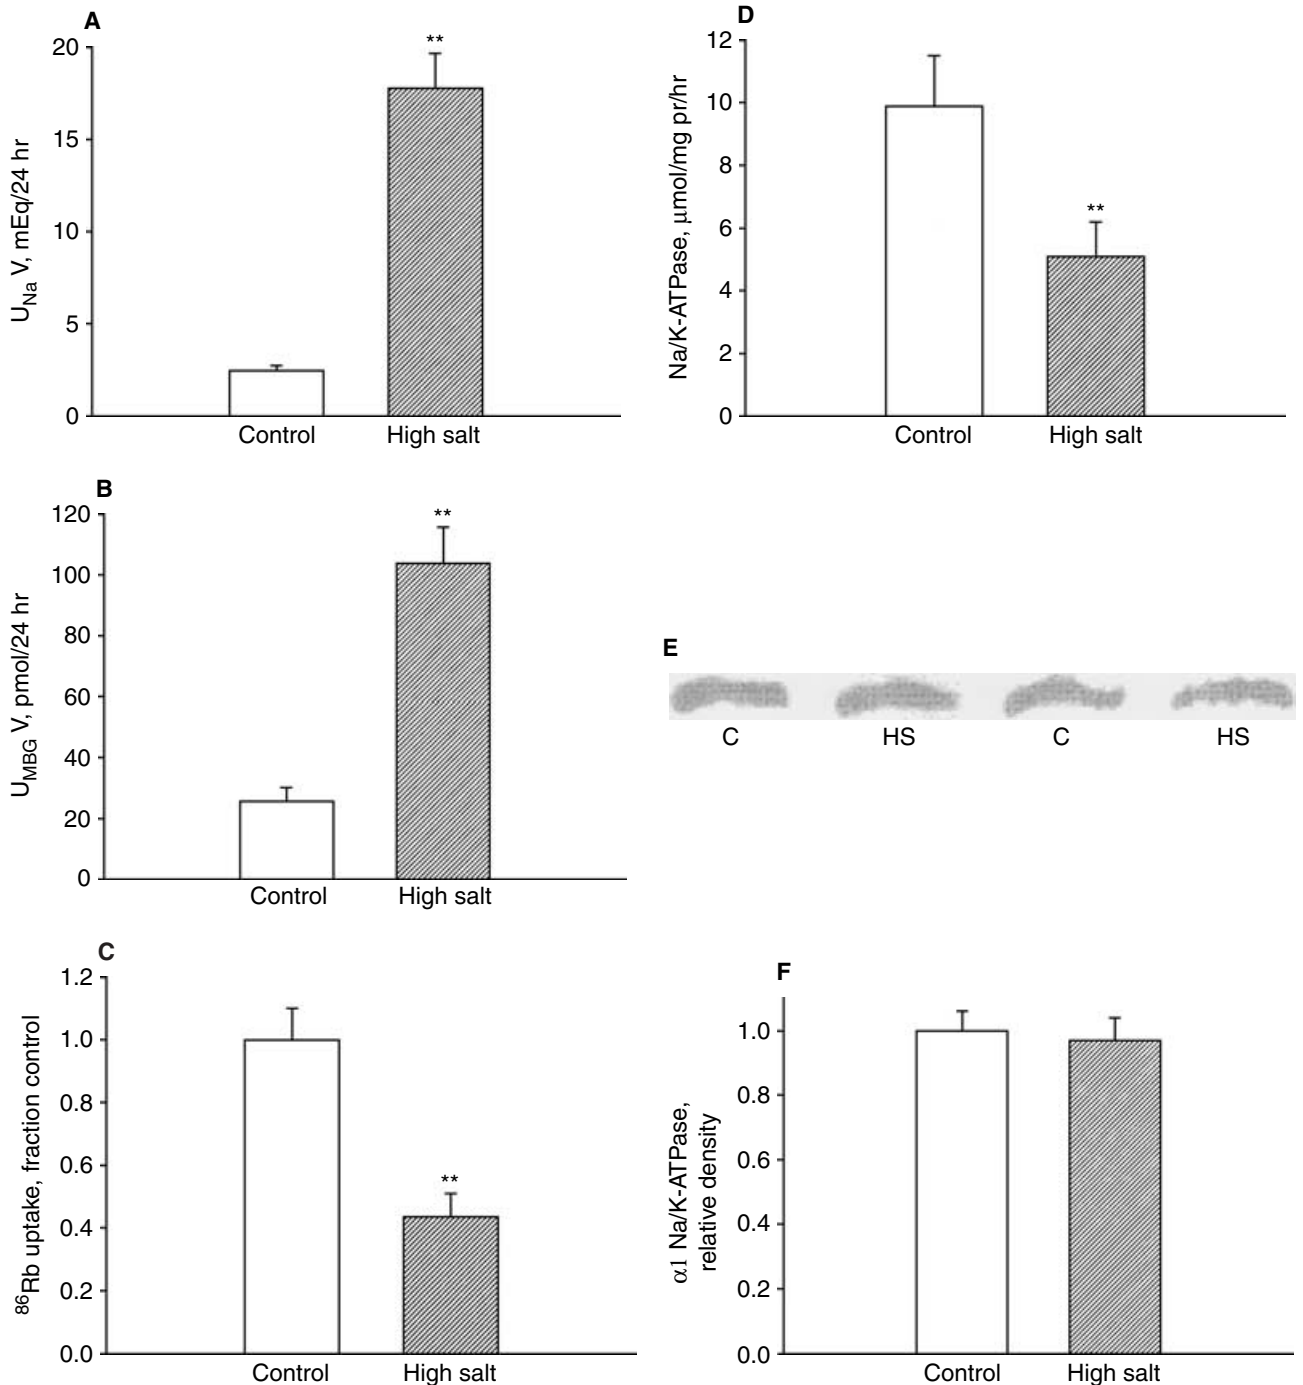 A
20
15
10
5
0
U_Na V, mEq/24 hr
**
Control
High salt
B
120
100
80
60
40
20
0
U_MBG V, pmol/24 hr
**
Control
High salt
C
1.2
1.0
0.8
0.6
0.4
0.2
0.0
⁸⁶Rb uptake, fraction control
**
Control
High salt
D
12
10
8
6
4
2
0
Na/K-ATPase, μmol/mg pr/hr
**
Control
High salt
E
C HS C HS
F
1.0
0.8
0.6
0.4
0.2
0.0
α1 Na/K-ATPase,
relative density
Control
High salt